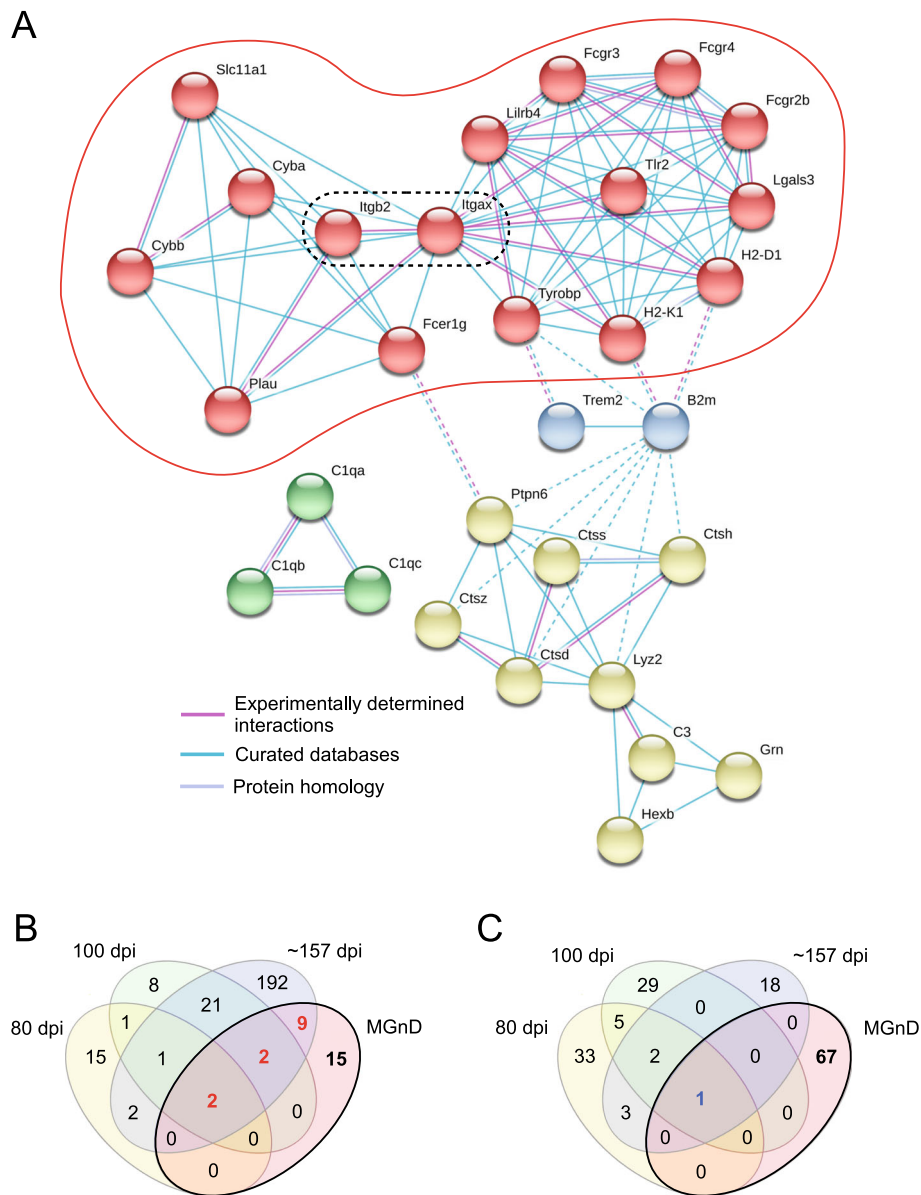 A
Fcgr3
Fcgr4
Slc11a1
Fcgr2b
Lilrb4
Cyba
Tlr2
Lgals3
Itgb2
Itgax
Cybb
H2-D1
Tyrobp
H2-K1
Fcer1g
Plau
Trem2
B2m
C1qa
Ptpn6
Ctss
Ctsh
C1qb
C1qc
Ctsz
Ctsd
Lyz2
Experimentally determined
interactions
Curated databases
Protein homology
C3
Grn
Hexb
B
100 dpi
~157 dpi
80 dpi
MGnD
8
192
21
1
9
15
1
2
15
2
2
0
0
0
0
C
100 dpi
~157 dpi
80 dpi
MGnD
29
18
0
5
0
33
2
0
67
3
1
0
0
0
0